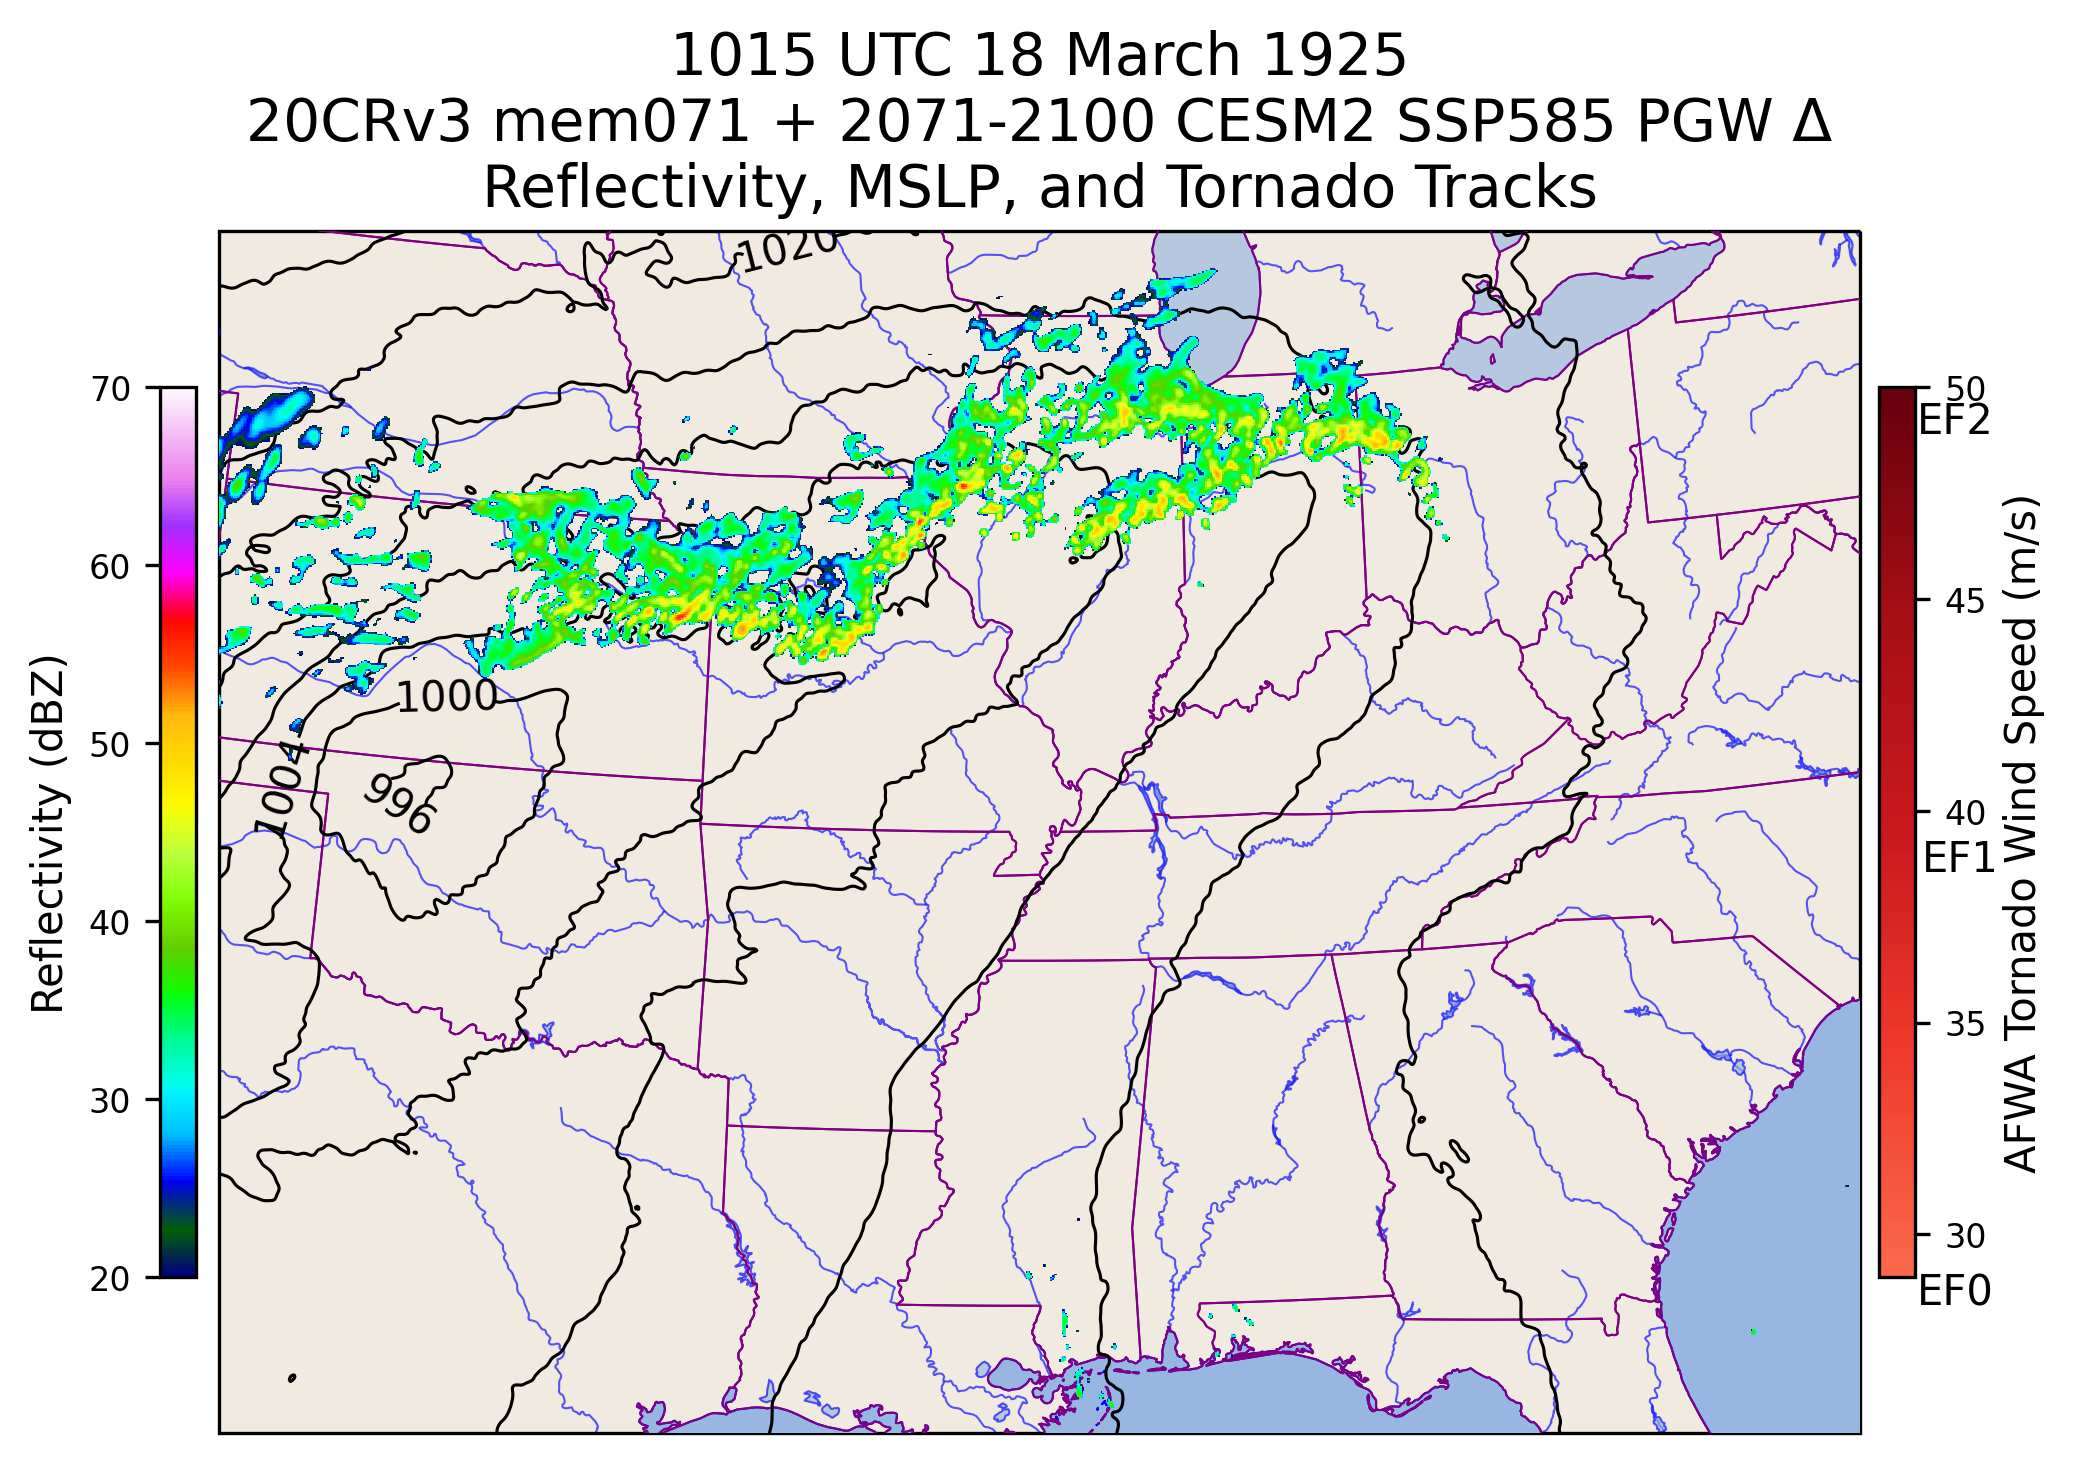 1015 UTC 18 March 1925
20CRv3 mem071 + 2071-2100 CESM2 SSP585 PGW Δ
Reflectivity, MSLP, and Tornado Tracks
1020
1000
1004
996
70
60
50
40
30
20
Reflectivity (dBZ)
50
EF2
45
40
EF1
35
30
EF0
AFWA Tornado Wind Speed (m/s)